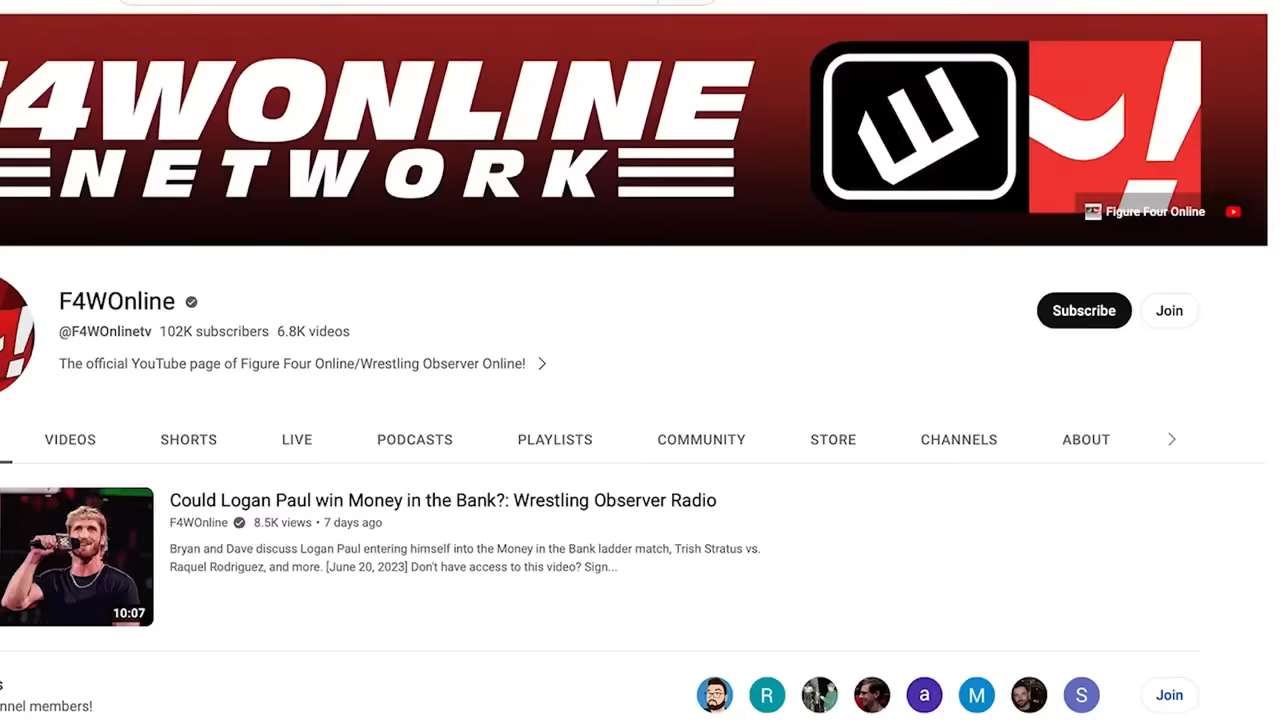 F4WONLINE
NETWORK
Figure Four Online
F4WOnline
@F4WOnlinetv 102K subscribers 6.8K videos
The official YouTube page of Figure Four Online/Wrestling Observer Online!
Subscribe
Join
VIDEOS SHORTS LIVE PODCASTS PLAYLISTS COMMUNITY STORE CHANNELS ABOUT
Could Logan Paul win Money in the Bank?: Wrestling Observer Radio
F4WOnline 8.5K views • 7 days ago
Bryan and Dave discuss Logan Paul entering himself into the Money in the Bank ladder match, Trish Stratus vs.
Raquel Rodriguez, and more. [June 20, 2023] Don't have access to this video? Sign...
10:07
R a M S
Join
nnel members!